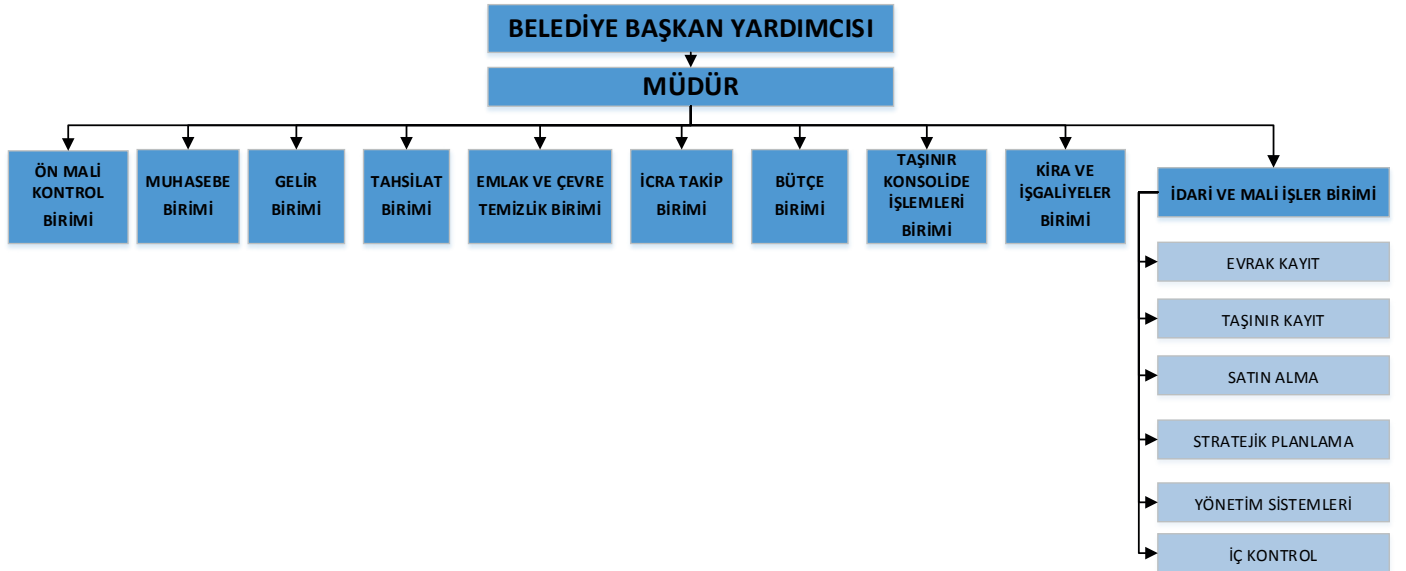 BELEDİYE BAŞKAN YARDIMCISI
MÜDÜR
ÖN MALİ
KONTROL
BİRİMİ
MUHASEBE
BİRİMİ
GELİR
BİRİMİ
TAHSİLAT
BİRİMİ
EMLAK VE ÇEVRE
TEMİZLİK BİRİMİ
İCRA TAKİP
BİRİMİ
BÜTÇE
BİRİMİ
TAŞINIR
KONSOLİDE
İŞLEMLERİ
BİRİMİ
KİRA VE
İŞGALİYELER
BİRİMİ
İDARİ VE MALİ İŞLER BİRİMİ
EVRAK KAYIT
TAŞINIR KAYIT
SATIN ALMA
STRATEJİK PLANLAMA
YÖNETİM SİSTEMLERİ
İÇ KONTROL